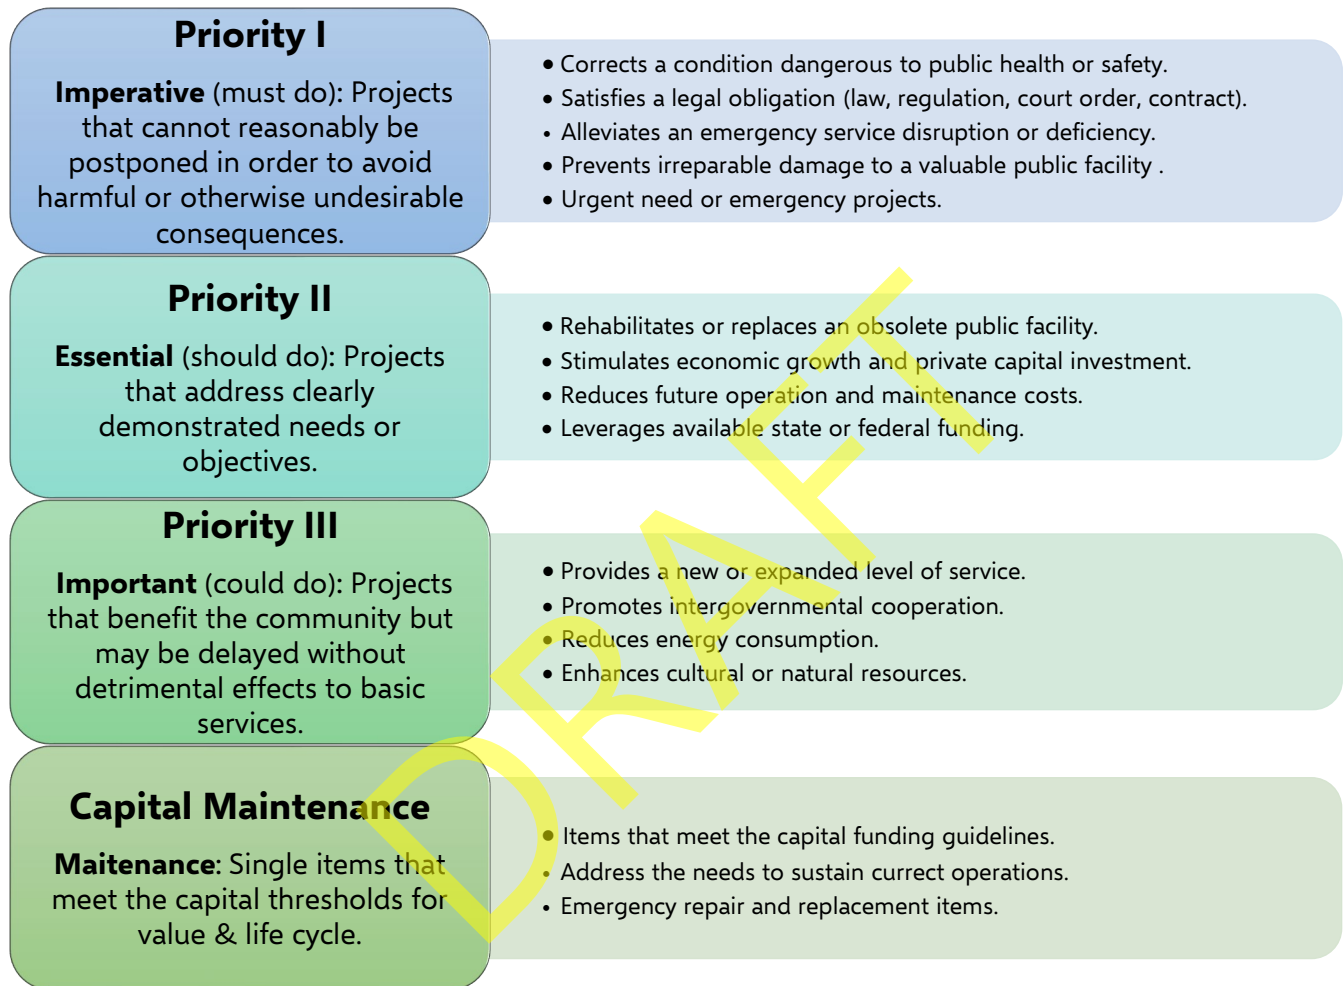 Priority I
Imperative (must do): Projects
that cannot reasonably be
postponed in order to avoid
harmful or otherwise undesirable
consequences.
• Corrects a condition dangerous to public health or safety.
• Satisfies a legal obligation (law, regulation, court order, contract).
• Alleviates an emergency service disruption or deficiency.
• Prevents irreparable damage to a valuable public facility .
• Urgent need or emergency projects.
Priority II
Essential (should do): Projects
that address clearly
demonstrated needs or
objectives.
• Rehabilitates or replaces an obsolete public facility.
• Stimulates economic growth and private capital investment.
• Reduces future operation and maintenance costs.
• Leverages available state or federal funding.
Priority III
Important (could do): Projects
that benefit the community but
may be delayed without
detrimental effects to basic
services.
• Provides a new or expanded level of service.
• Promotes intergovernmental cooperation.
• Reduces energy consumption.
• Enhances cultural or natural resources.
Capital Maintenance
Maitenance: Single items that
meet the capital thresholds for
value & life cycle.
• Items that meet the capital funding guidelines.
• Address the needs to sustain currect operations.
• Emergency repair and replacement items.
DRAFT